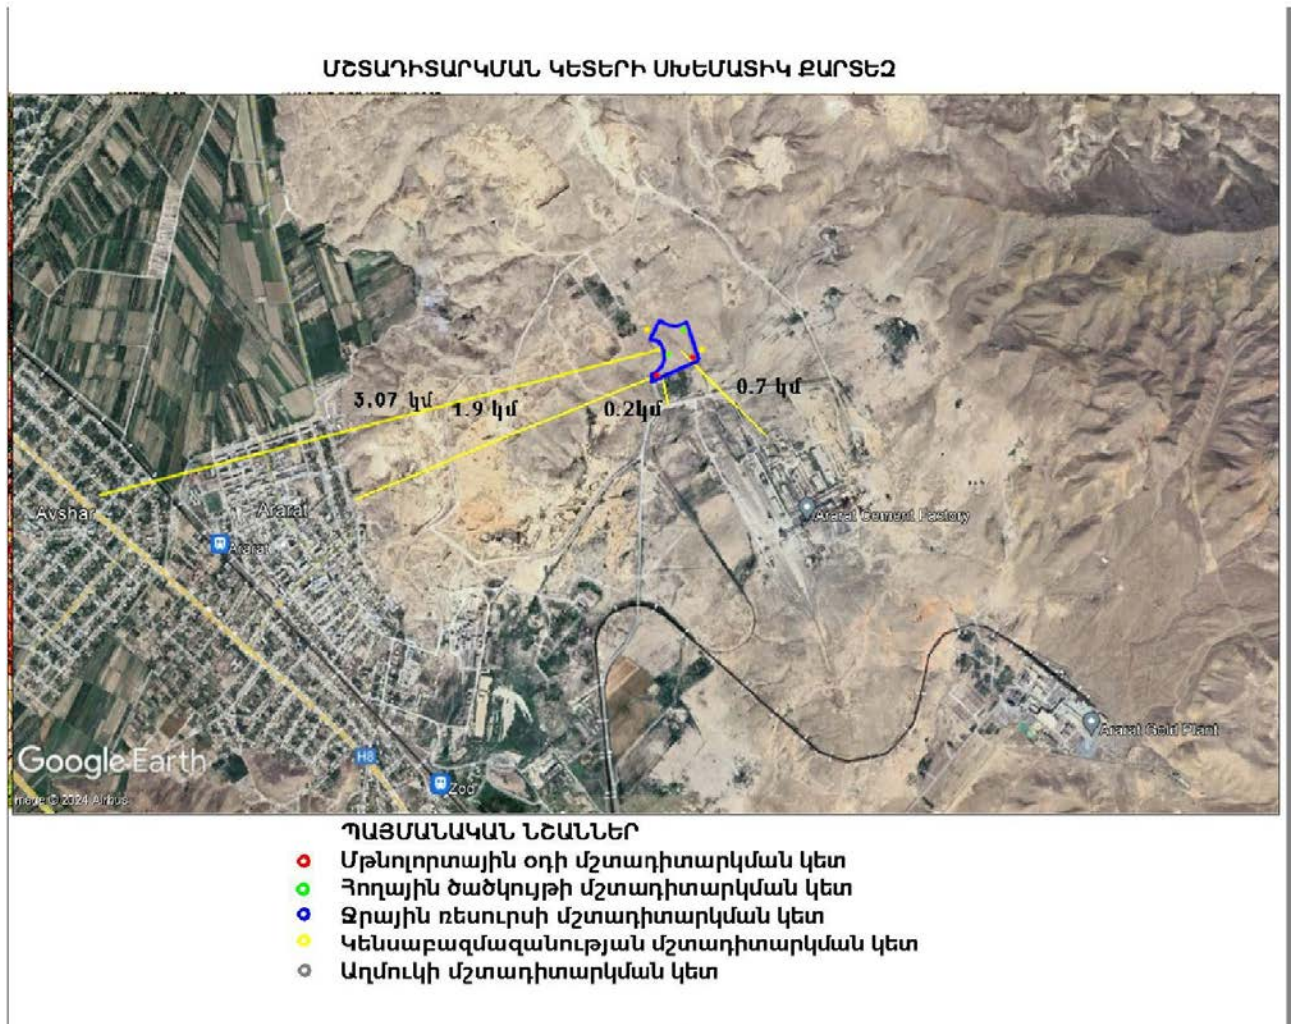 ՄՇՏԱԴԻՏԱՐԿՄԱՆ ԿԵՏԵՐԻ ՍԽԵՄԱՏԻԿ ՔԱՐՏԵԶ
0.7 կմ
3.07 կմ 1.9 կմ 0.2կմ
Avshar Ararat Ararat Cement Factory
Ararat
Ararat Gold Plant
Google Earth H8
Zod
Image © 2024 Airbus
ՊԱՅՄԱՆԱԿԱՆ ՆՇԱՆՆԵՐ
Մթնոլորտային օդի մշտադիտարկման կետ
Հողային ծածկույթի մշտադիտարկման կետ
Ջրային ռեսուրսի մշտադիտարկման կետ
Կենսաբազմազանության մշտադիտարկման կետ
Աղմուկի մշտադիտարկման կետ